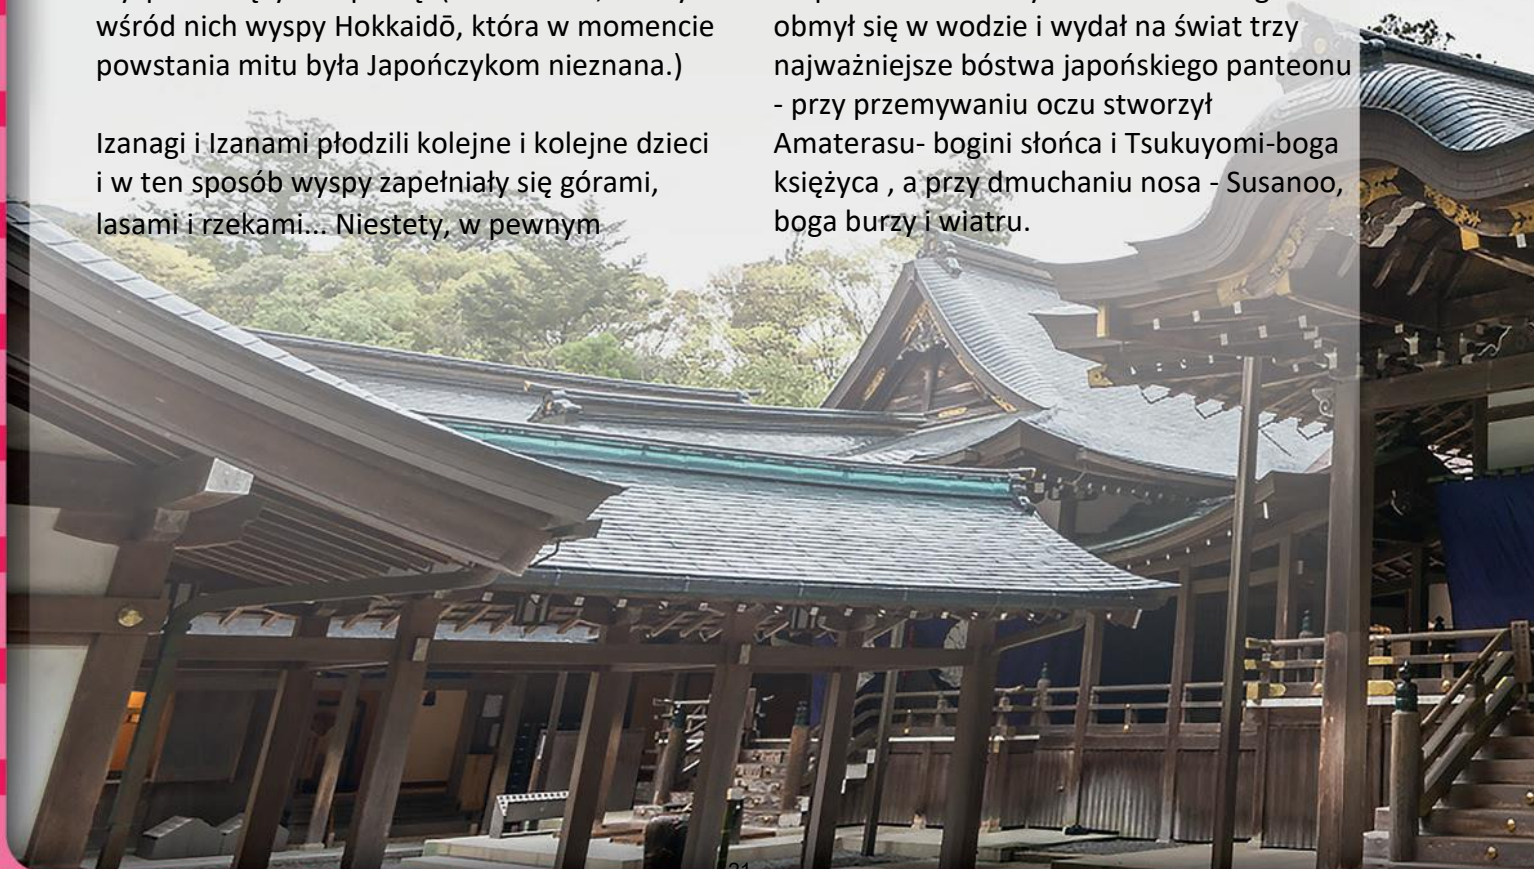 wśród nich wyspy Hokkaidō, która w momencie
powstania mitu była Japończykom nieznana.)
Izanagi i Izanami płodzili kolejne i kolejne dzieci
i w ten sposób wyspy zapełniały się górami,
lasami i rzekami... Niestety, w pewnym
obmył się w wodzie i wydał na świat trzy
najważniejsze bóstwa japońskiego panteonu
- przy przemywaniu oczu stworzył
Amaterasu- bogini słońca i Tsukuyomi-boga
księżyca , a przy dmuchaniu nosa - Susanoo,
boga burzy i wiatru.